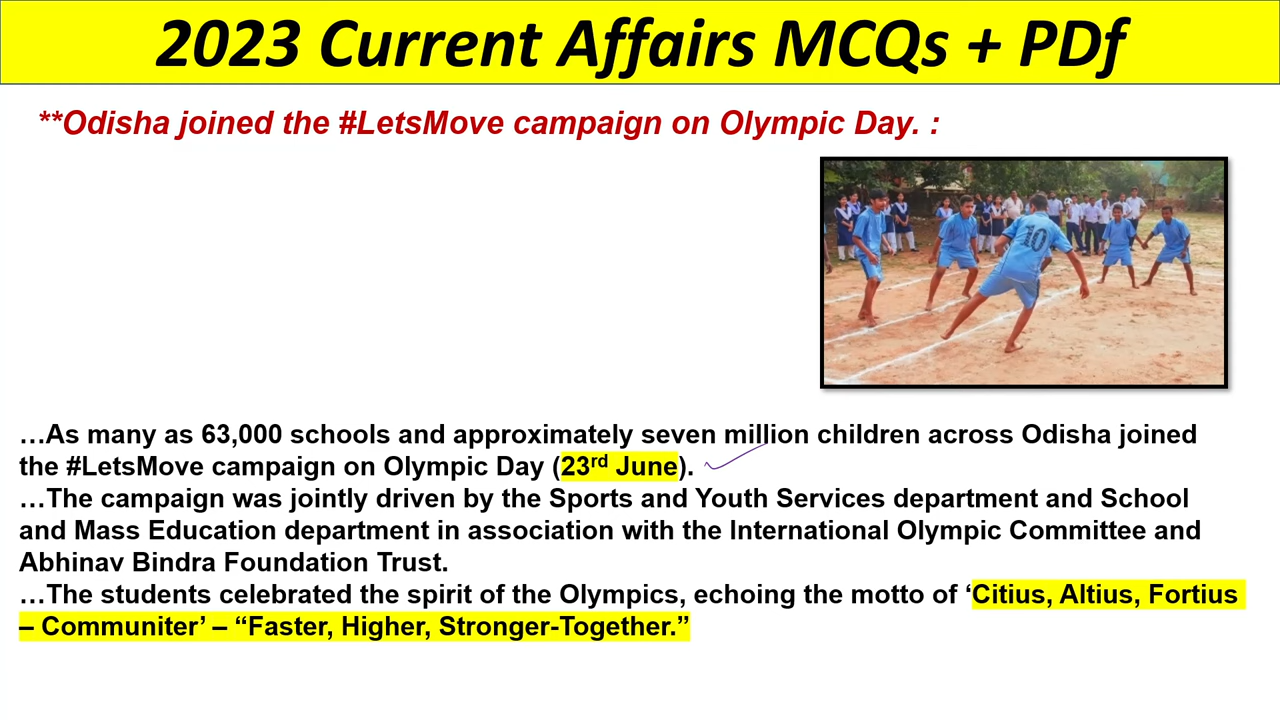 2023 Current Affairs MCQs + PDf
**Odisha joined the #LetsMove campaign on Olympic Day. :
10
…As many as 63,000 schools and approximately seven million children across Odisha joined
the #LetsMove campaign on Olympic Day (23rd June).
…The campaign was jointly driven by the Sports and Youth Services department and School
and Mass Education department in association with the International Olympic Committee and
Abhinav Bindra Foundation Trust.
…The students celebrated the spirit of the Olympics, echoing the motto of ‘Citius, Altius, Fortius
– Communiter’ – “Faster, Higher, Stronger-Together.”